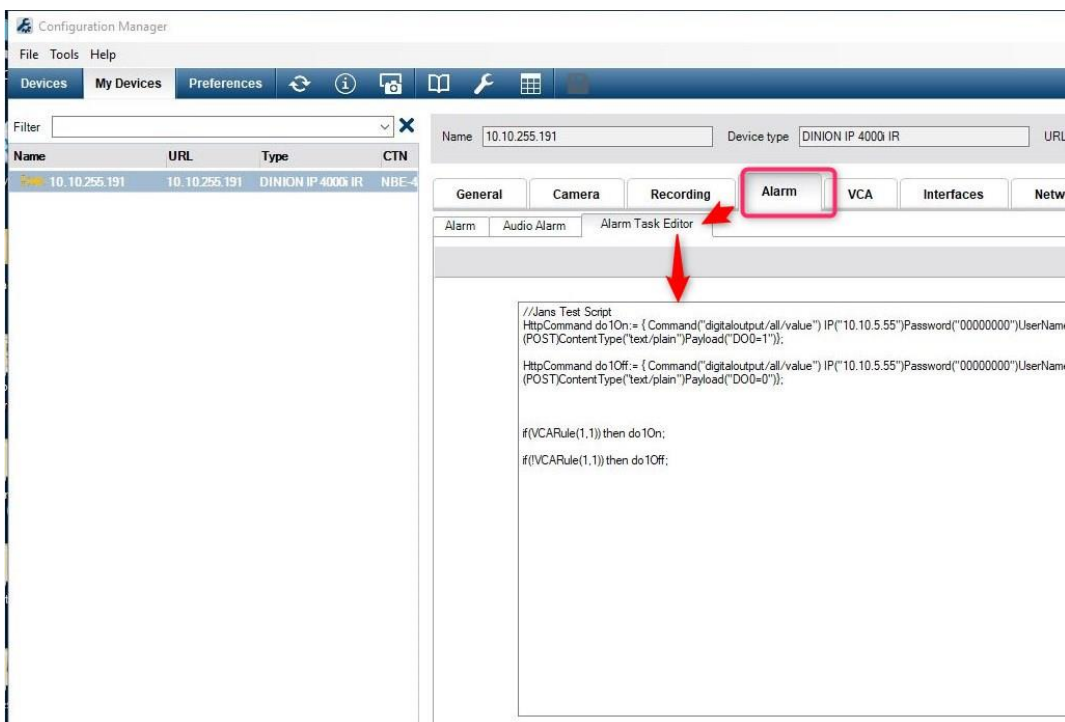 Configuration Manager
File Tools Help
Devices My Devices Preferences
Filter
Name URL Type CTN
10.10.255.191 10.10.255.191 DINION IP 4000i IR NBE-4
Name 10.10.255.191 Device type DINION IP 4000i IR URL
General Camera Recording Alarm VCA Interfaces Netw
Alarm Audio Alarm Alarm Task Editor
//Jans Test Script
HttpCommand do1On:= { Command("digitaloutput/all/value") IP("10.10.5.55")Password("00000000")UserName
(POST)ContentType("text/plain")Payload("DO0=1")};
HttpCommand do1Off:= { Command("digitaloutput/all/value") IP("10.10.5.55")Password("00000000")UserName
(POST)ContentType("text/plain")Payload("DO0=0")};
if(VCARule(1,1)) then do1On;
if(!VCARule(1,1)) then do1Off;